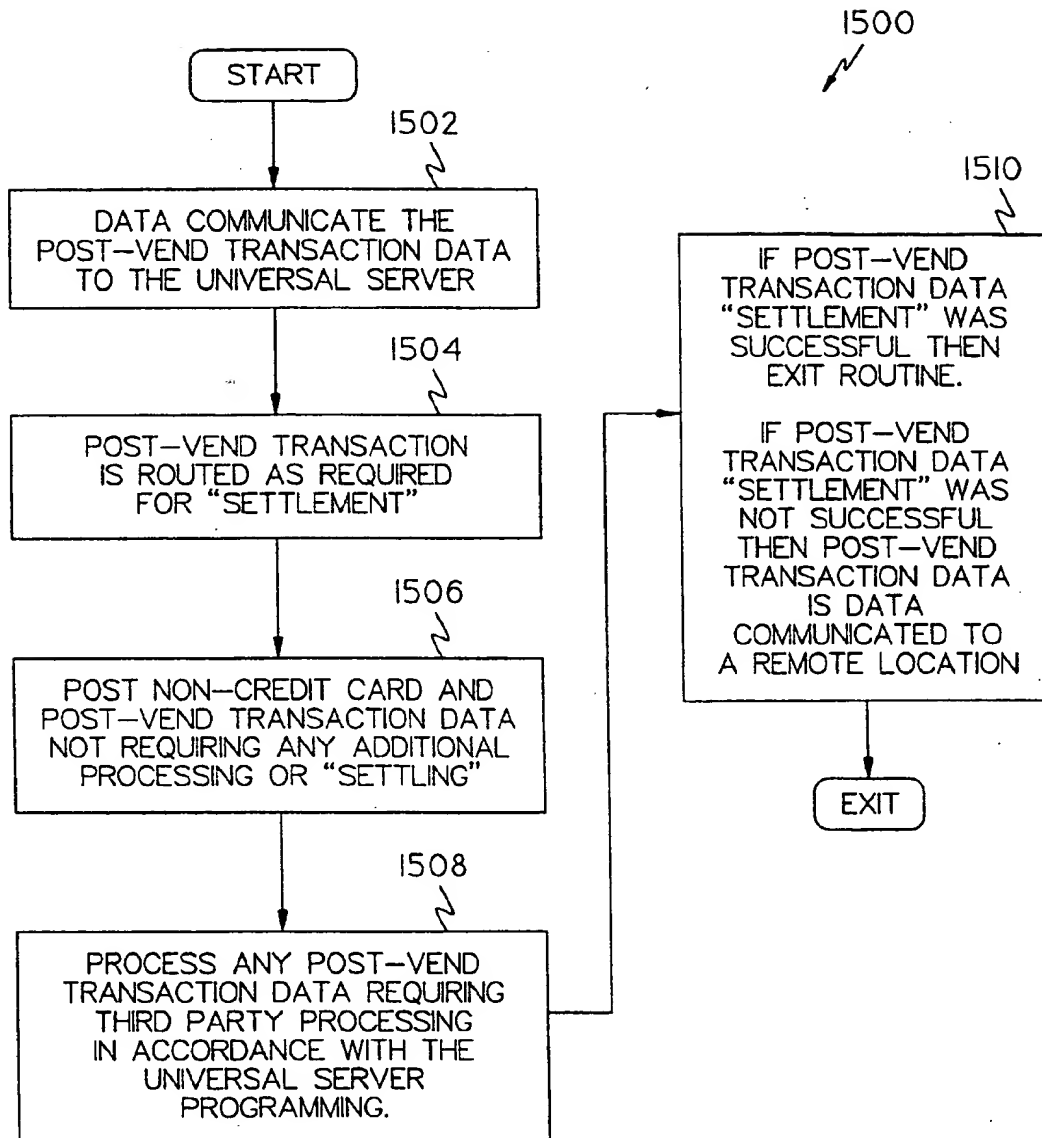 1500
START
1502
DATA COMMUNICATE THE
POST-VEND TRANSACTION DATA
TO THE UNIVERSAL SERVER
1504
POST-VEND TRANSACTION
IS ROUTED AS REQUIRED
FOR “SETTLEMENT”
1506
POST NON-CREDIT CARD AND
POST-VEND TRANSACTION DATA
NOT REQUIRING ANY ADDITIONAL
PROCESSING OR “SETTLING”
1508
PROCESS ANY POST-VEND
TRANSACTION DATA REQUIRING
THIRD PARTY PROCESSING
IN ACCORDANCE WITH THE
UNIVERSAL SERVER
PROGRAMMING.
1510
IF POST-VEND
TRANSACTION DATA
“SETTLEMENT” WAS
SUCCESSFUL THEN
EXIT ROUTINE.
IF POST-VEND
TRANSACTION DATA
“SETTLEMENT” WAS
NOT SUCCESSFUL
THEN POST-VEND
TRANSACTION DATA
IS DATA
COMMUNICATED TO
A REMOTE LOCATION
EXIT